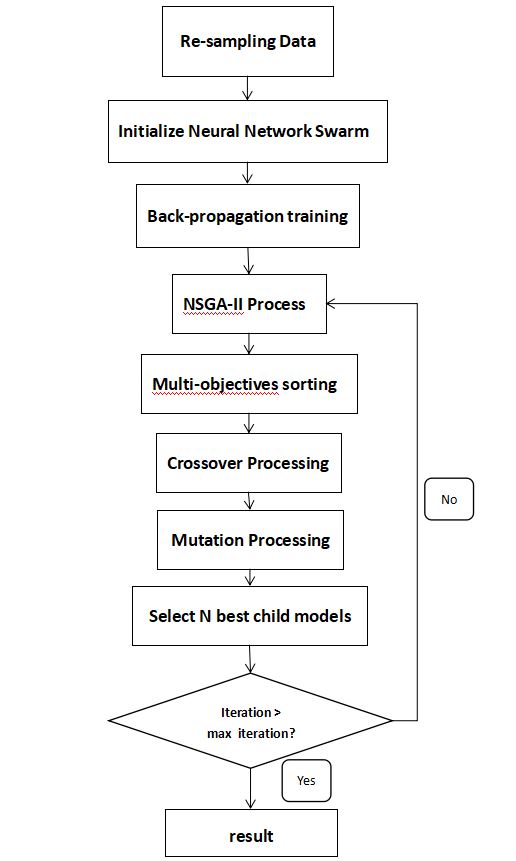 Re-sampling Data
Initialize Neural Network Swarm
Back-propagation training
NSGA-II Process
Multi-objectives sorting
Crossover Processing
No
Mutation Processing
Select N best child models
Iteration >
max iteration?
Yes
result